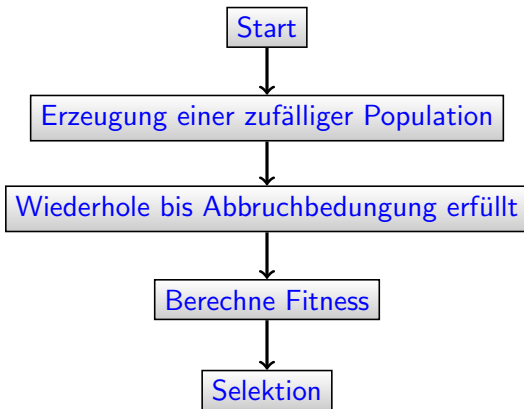 Start
Erzeugung einer zufälliger Population
Wiederhole bis Abbruchbedungung erfüllt
Berechne Fitness
Selektion